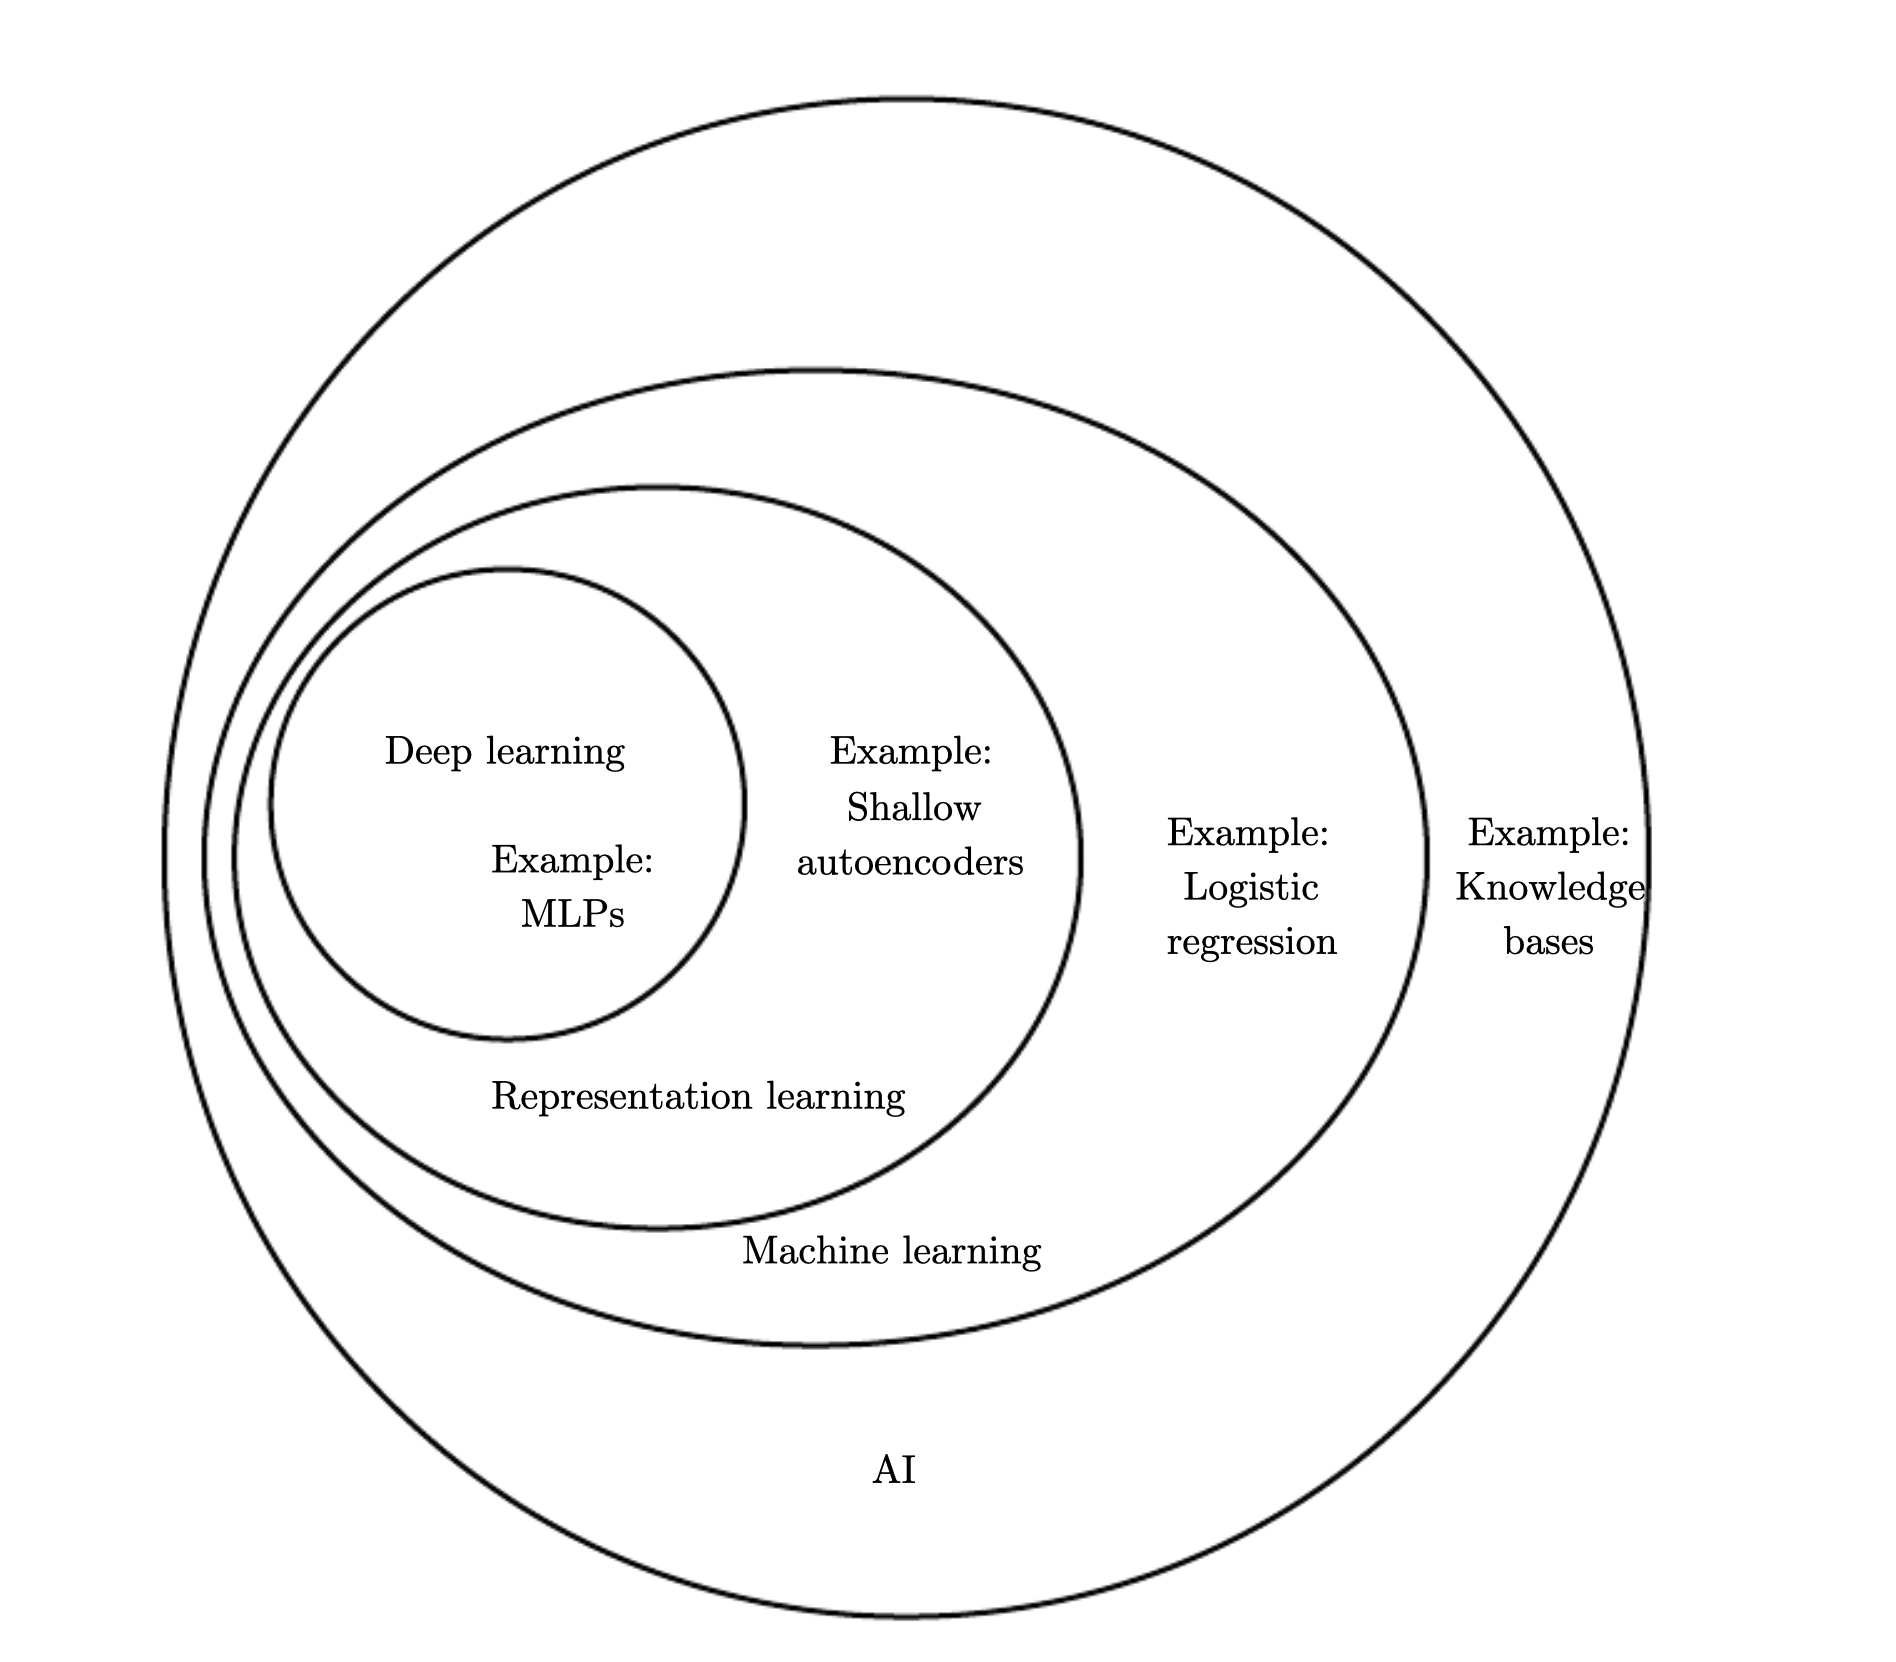 Deep learning
Example:
MLPs
Example:
Shallow
autoencoders
Example:
Logistic
regression
Example:
Knowledge
bases
Representation learning
Machine learning
AI